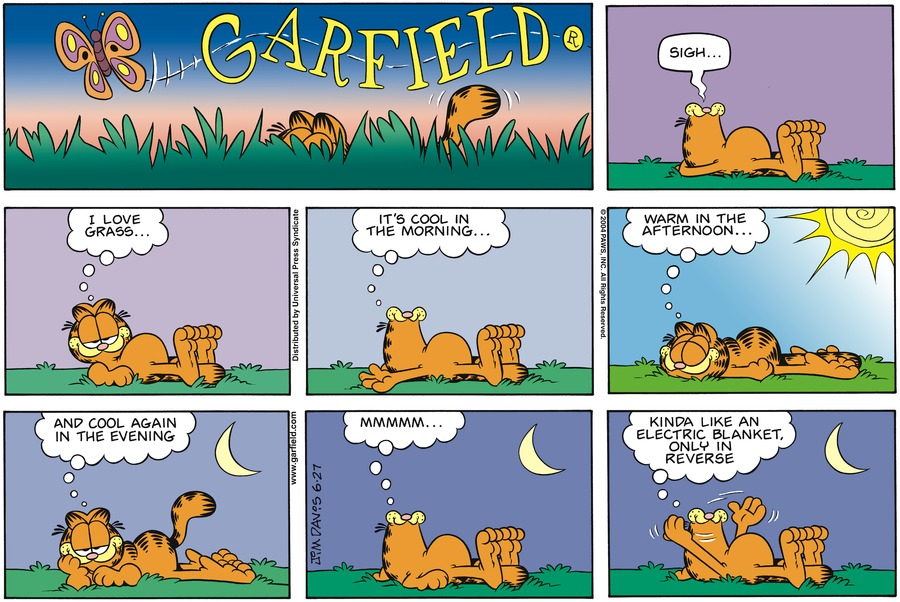 GARFIELD®
SIGH...
I LOVE
GRASS...
Distributed by Universal Press Syndicate
IT'S COOL IN
THE MORNING...
© 2004 PAWS, INC. All Rights Reserved.
WARM IN THE
AFTERNOON...
AND COOL AGAIN
IN THE EVENING
www.garfield.com
MMMMM...
JIM DAVIS 6·27
KINDA LIKE AN
ELECTRIC BLANKET,
ONLY IN
REVERSE